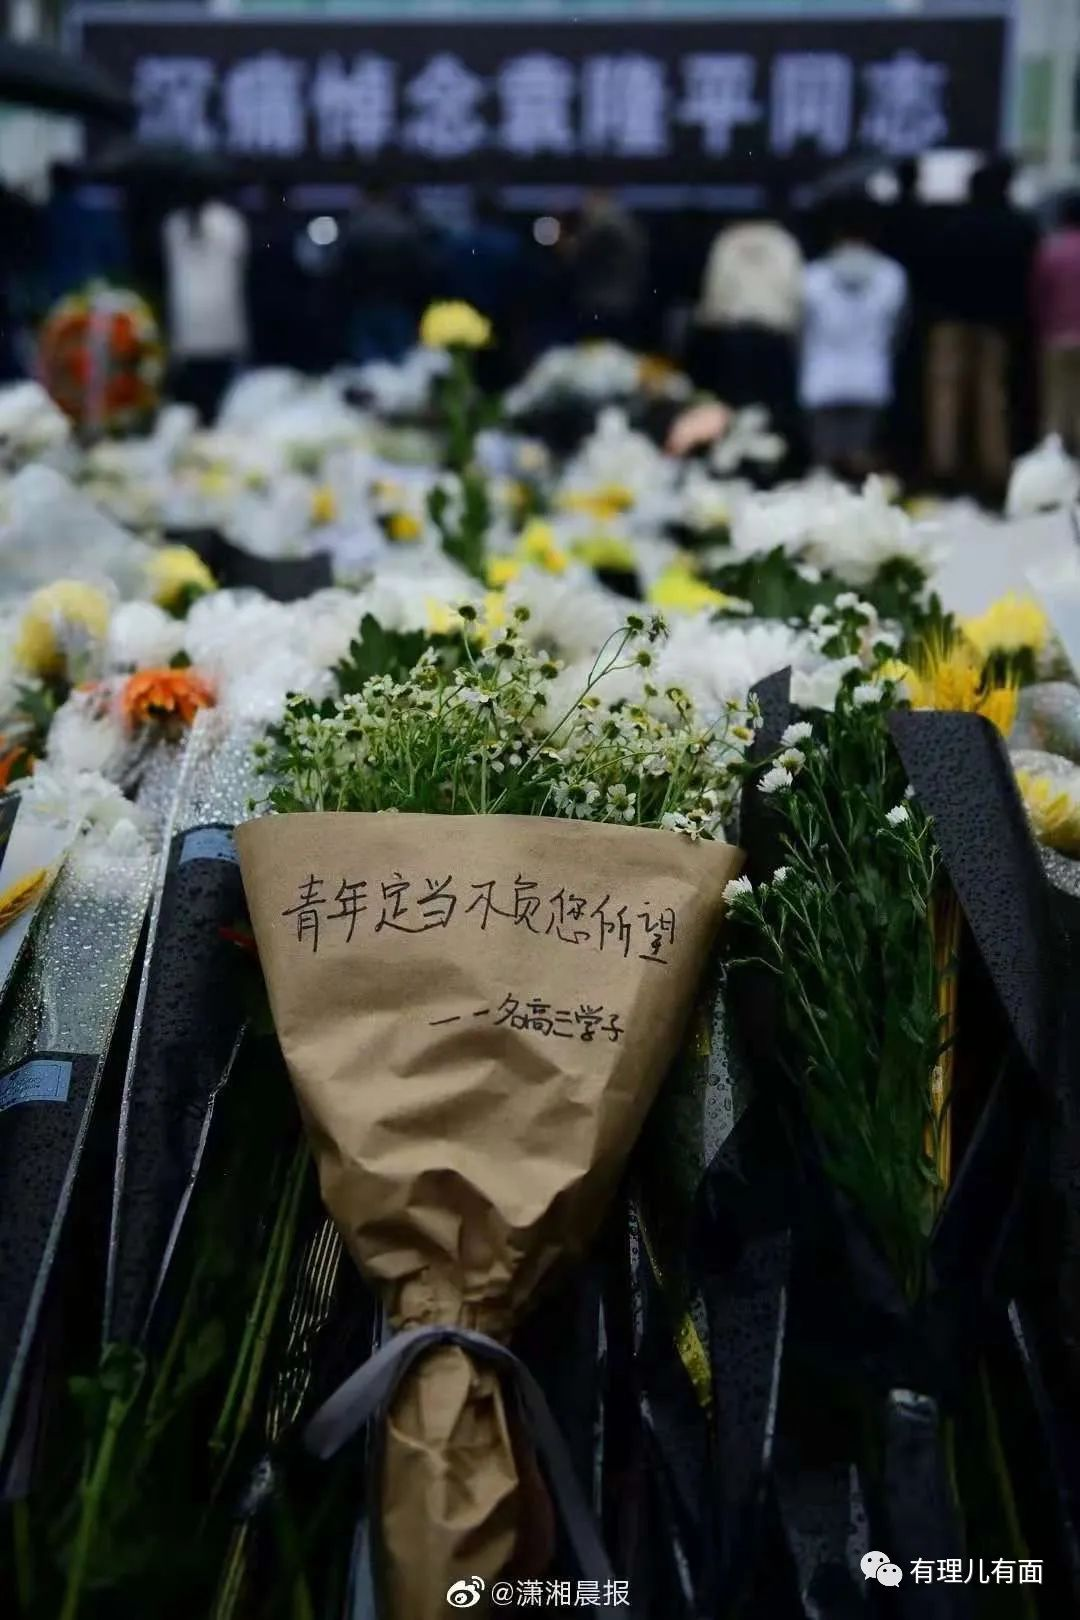 沉痛悼念袁隆平同志
青年定当不负您所望
——一名高三学子
@潇湘晨报
有理儿有面